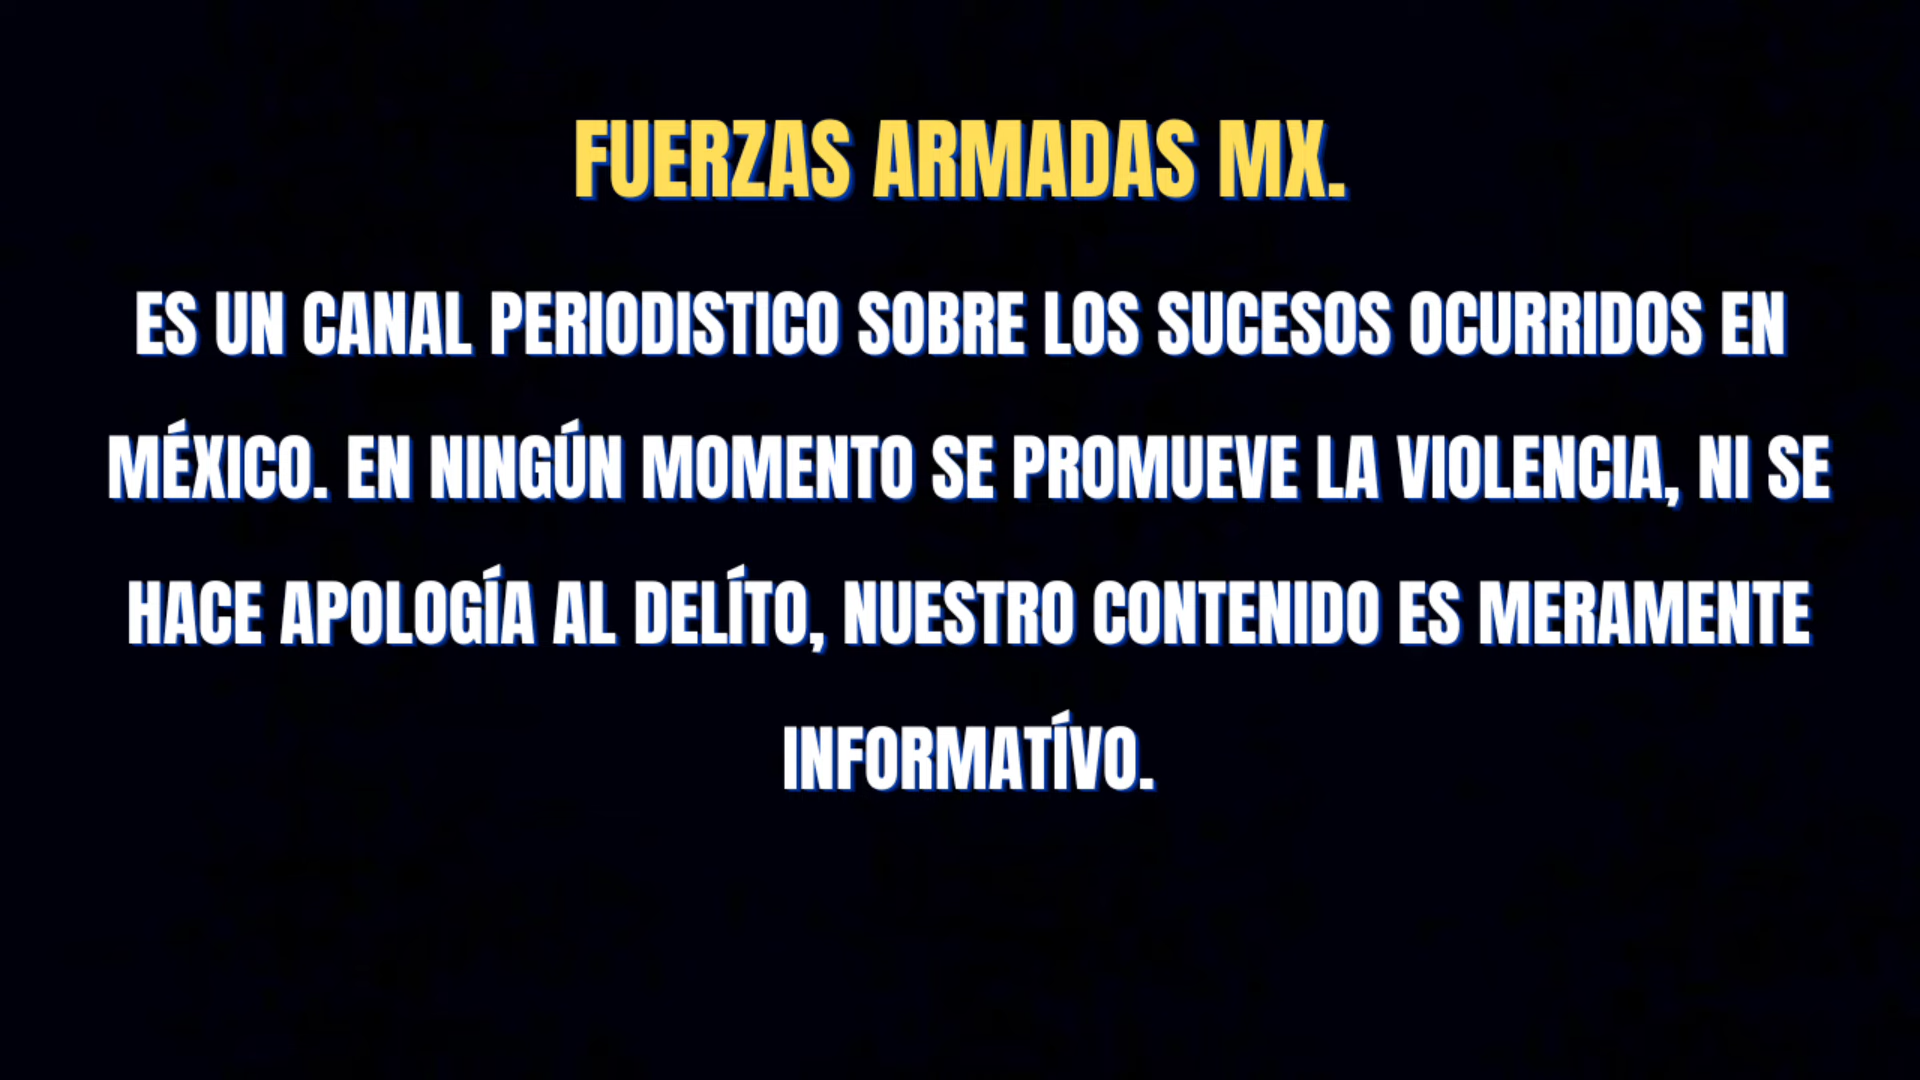 FUERZAS ARMADAS MX.
ES UN CANAL PERIODISTICO SOBRE LOS SUCESOS OCURRIDOS EN
MÉXICO. EN NINGÚN MOMENTO SE PROMUEVE LA VIOLENCIA, NI SE
HACE APOLOGÍA AL DELÍTO, NUESTRO CONTENIDO ES MERAMENTE
INFORMATÍVO.